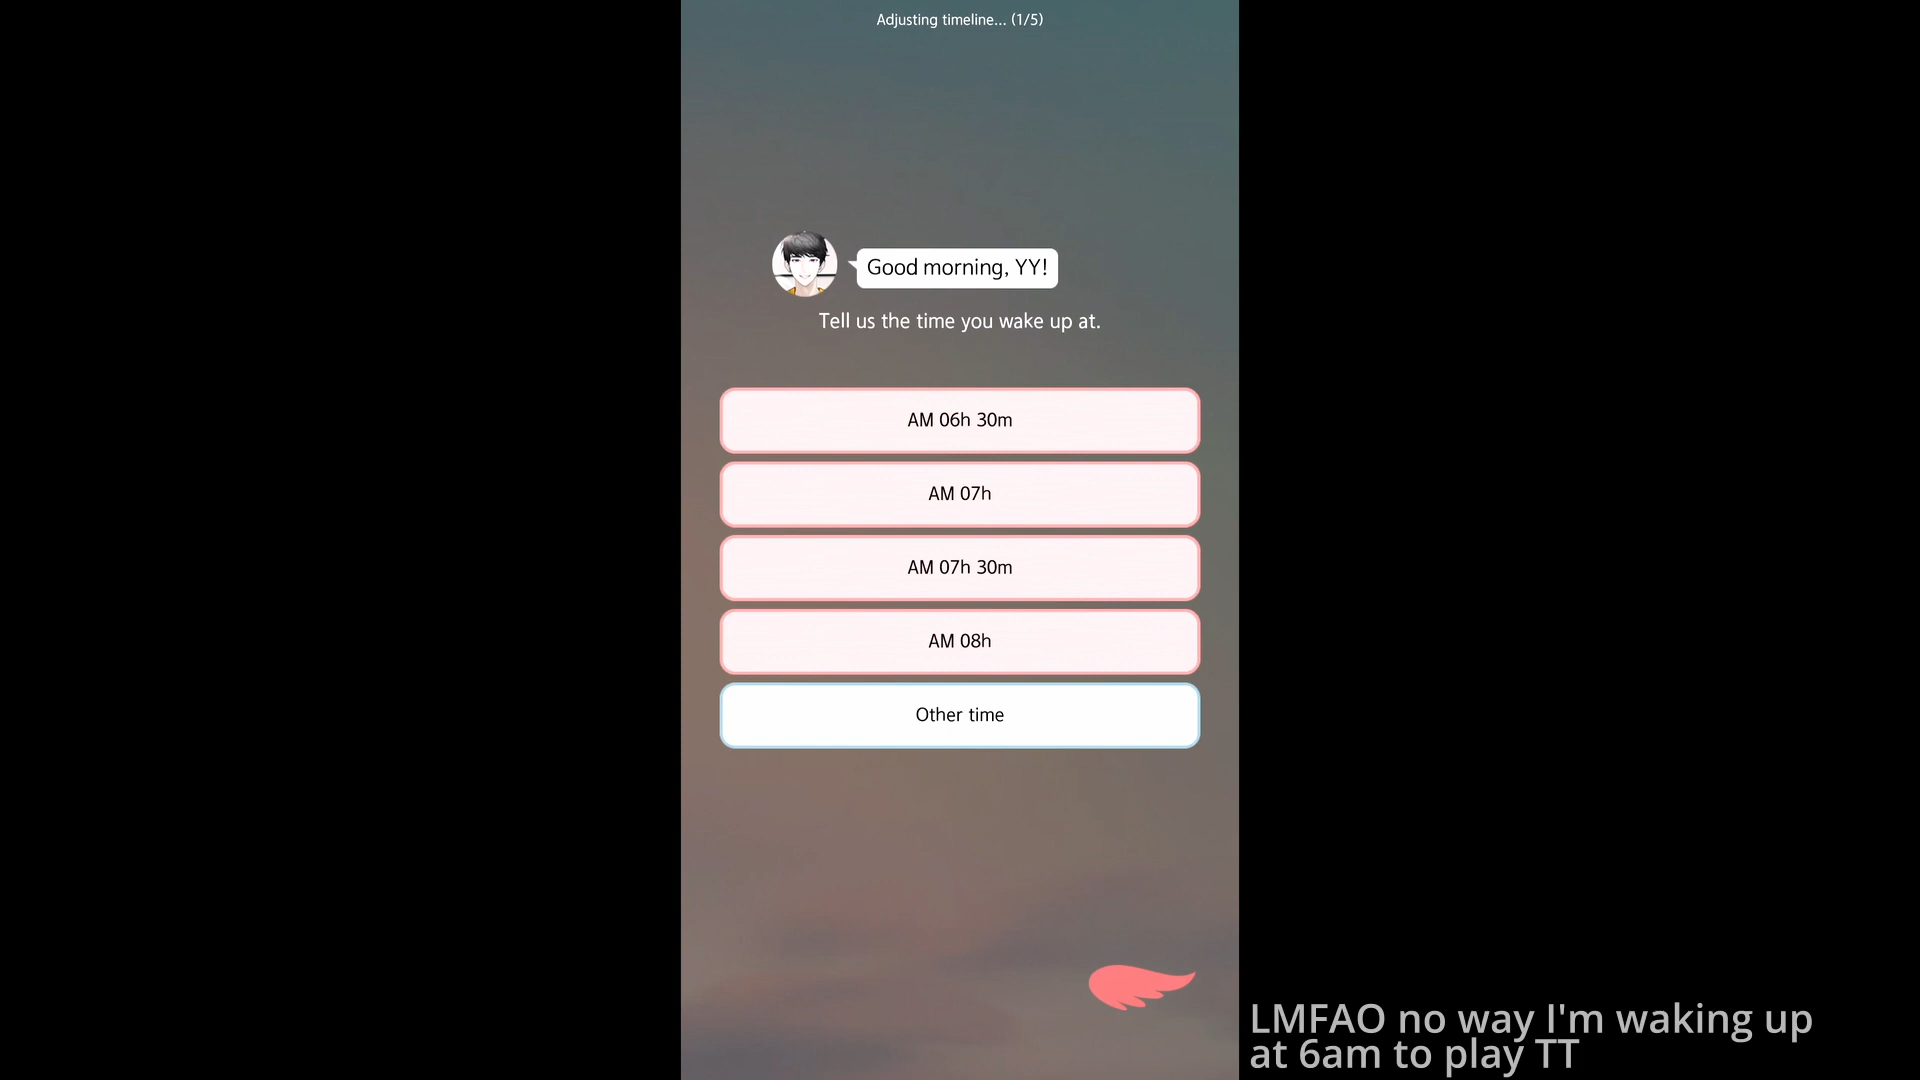 Adjusting timeline... (1/5)
Good morning, YY!
Tell us the time you wake up at.
AM 06h 30m
AM 07h
AM 07h 30m
AM 08h
Other time
LMFAO no way I'm waking up
at 6am to play TT